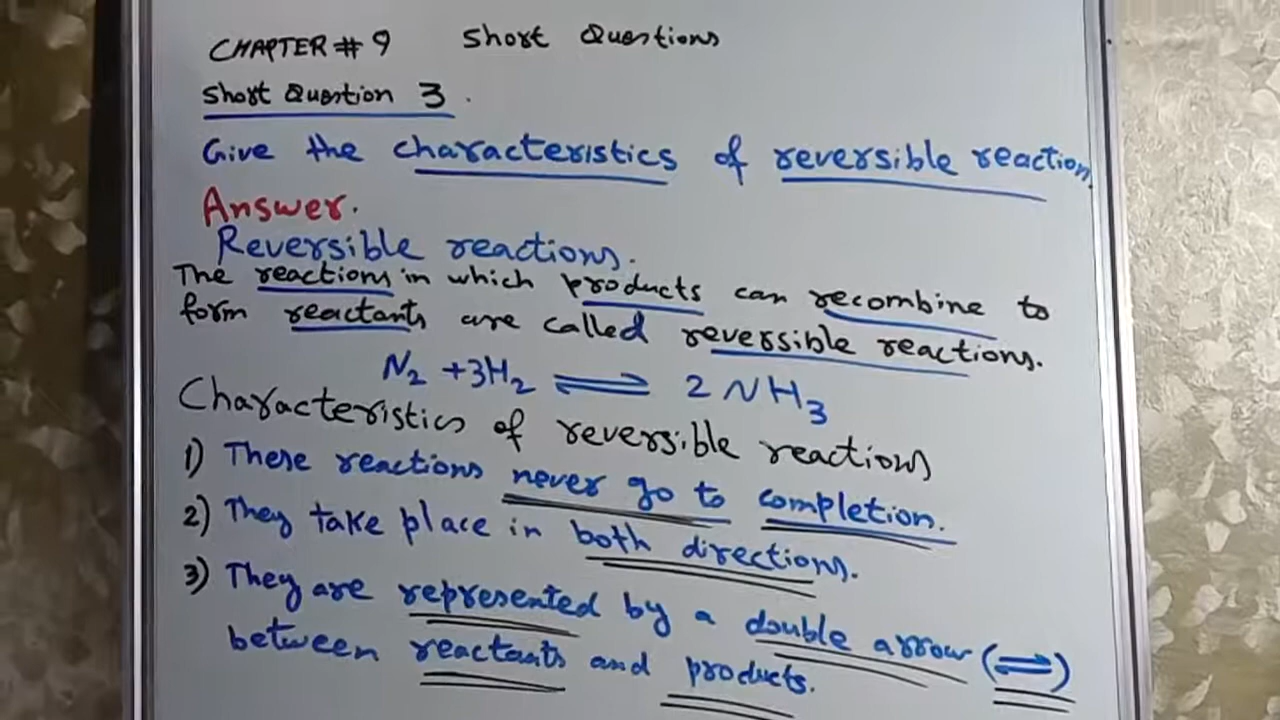 CHAPTER # 9 Short Questions
Short Question 3.
Give the characteristics of reversible reaction.
Answer.
Reversible reactions.
The reactions in which products can recombine to
form reactants are called reversible reactions.
N₂ + 3H₂ ⇌ 2NH₃
Characteristics of reversible reactions
1) These reactions never go to completion.
2) They take place in both directions.
3) They are represented by a double arrow (⇌)
between reactants and products.